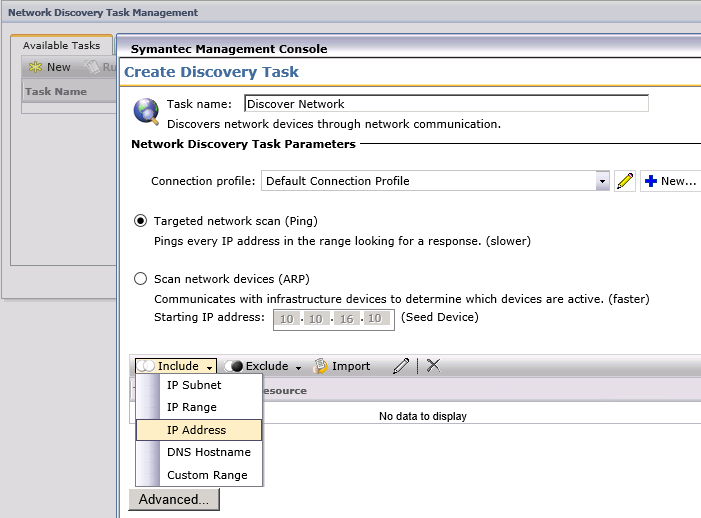 Network Discovery Task Management
Available Tasks
New
Task Name
Symantec Management Console
Create Discovery Task
Task name: Discover Network
Discovers network devices through network communication.
Network Discovery Task Parameters
Connection profile: Default Connection Profile New...
Targeted network scan (Ping)
Pings every IP address in the range looking for a response. (slower)
Scan network devices (ARP)
Communicates with infrastructure devices to determine which devices are active. (faster)
Starting IP address: 10 . 10 . 16 . 10 (Seed Device)
Include Exclude Import
IP Subnet
IP Range
IP Address
DNS Hostname
Custom Range
No data to display
Advanced...